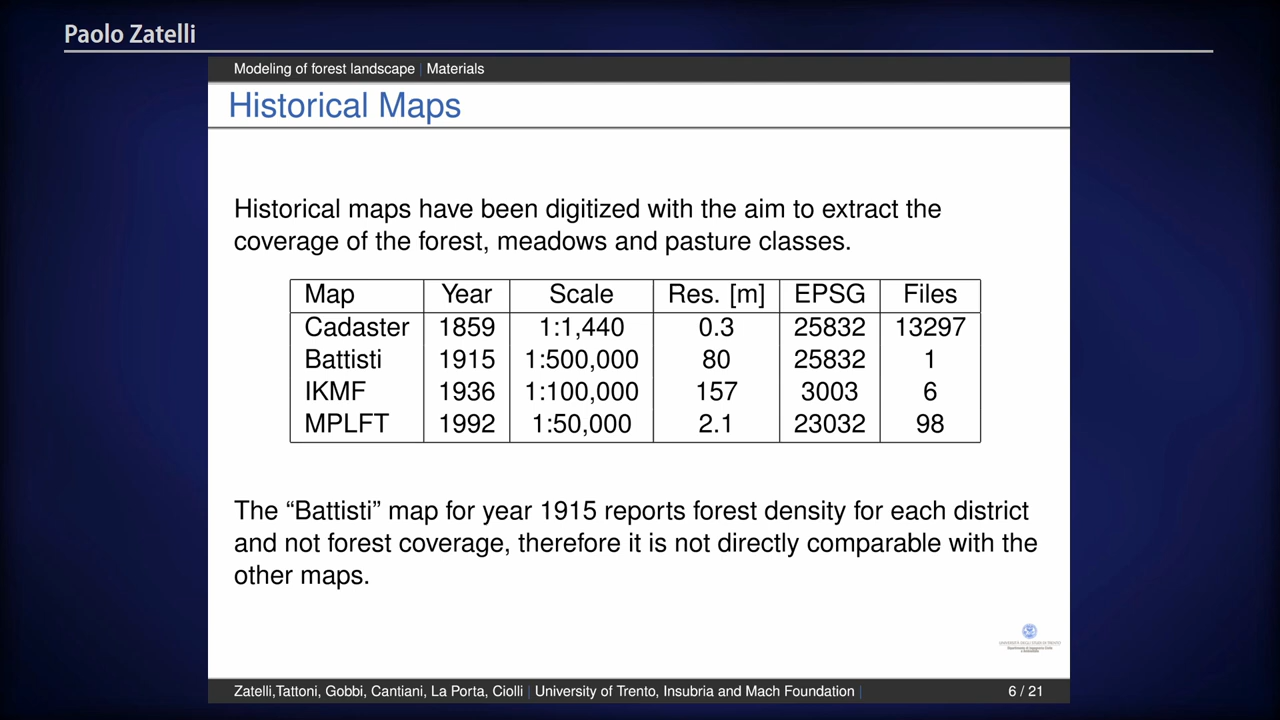 Paolo Zatelli
Modeling of forest landscape | Materials
Historical Maps
Historical maps have been digitized with the aim to extract the
coverage of the forest, meadows and pasture classes.
Map Year Scale Res. [m] EPSG Files
Cadaster 1859 1:1,440 0.3 25832 13297
Battisti 1915 1:500,000 80 25832 1
IKMF 1936 1:100,000 157 3003 6
MPLFT 1992 1:50,000 2.1 23032 98
The “Battisti” map for year 1915 reports forest density for each district
and not forest coverage, therefore it is not directly comparable with the
other maps.
Zatelli,Tattoni, Gobbi, Cantiani, La Porta, Ciolli | University of Trento, Insubria and Mach Foundation | 6 / 21